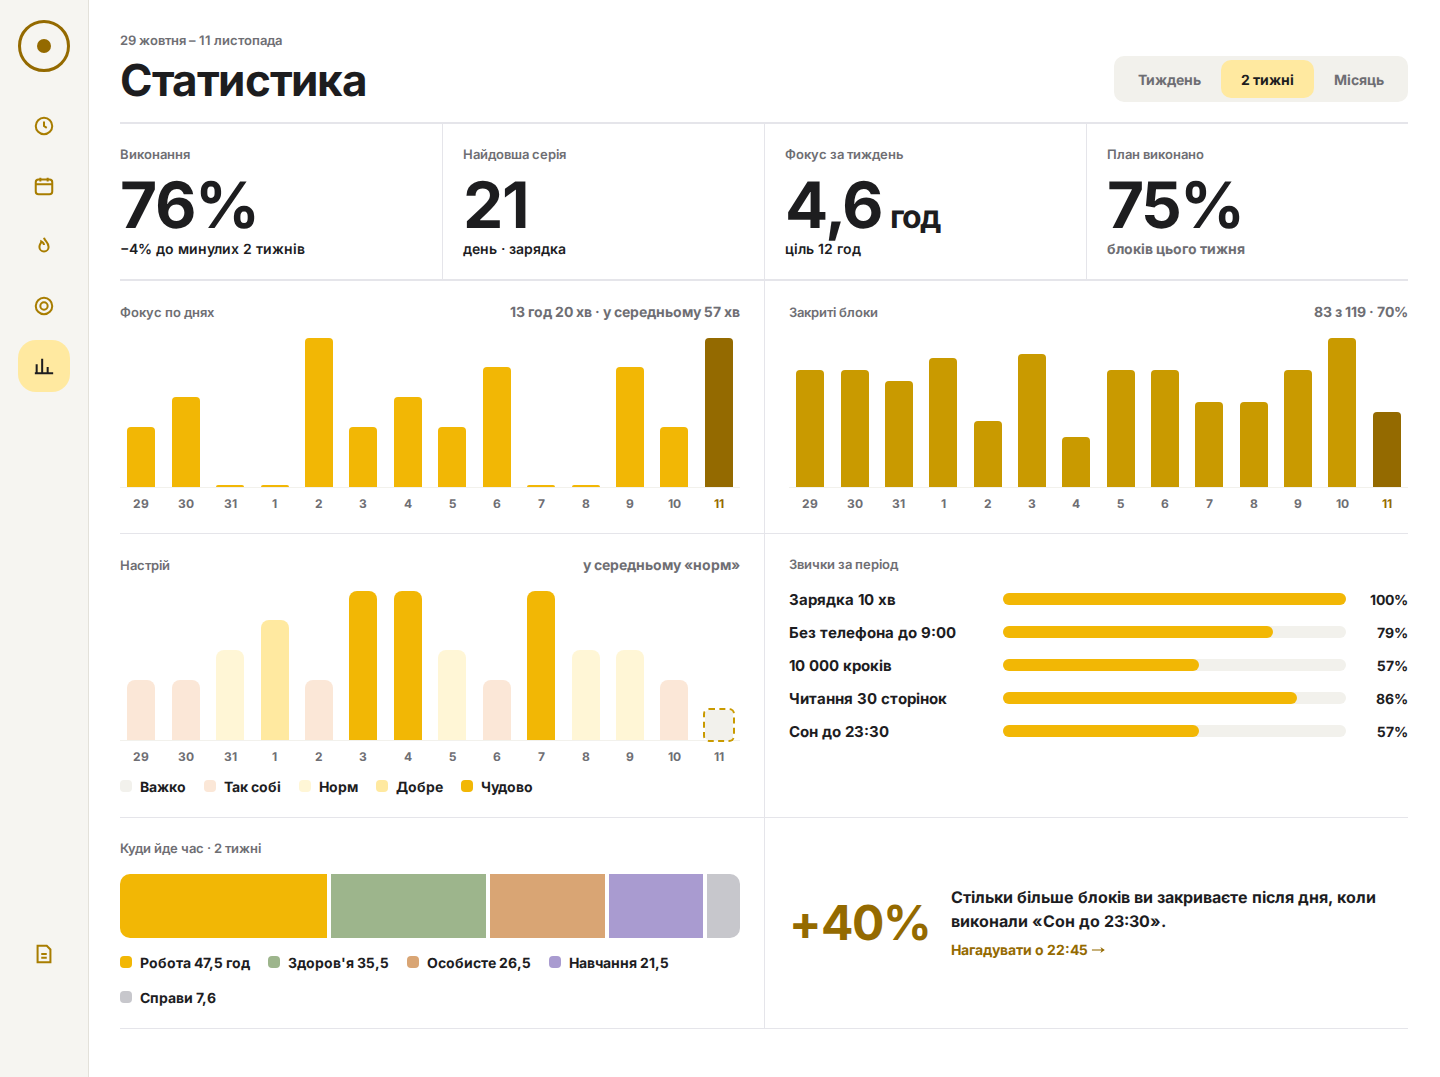 29 жовтня – 11 листопада
Статистика
Тиждень 2 тижні Місяць
Виконання
76%
−4% до минулих 2 тижнів
Найдовша серія
21
день · зарядка
Фокус за тиждень
4,6 год
ціль 12 год
План виконано
75%
блоків цього тижня
Фокус по днях
13 год 20 хв · у середньому 57 хв
29 30 31 1 2 3 4 5 6 7 8 9 10 11
Закриті блоки
83 з 119 · 70%
29 30 31 1 2 3 4 5 6 7 8 9 10 11
Настрій
у середньому «норм»
29 30 31 1 2 3 4 5 6 7 8 9 10 11
Важко Так собі Норм Добре Чудово
Звички за період
Зарядка 10 хв 100%
Без телефона до 9:00 79%
10 000 кроків 57%
Читання 30 сторінок 86%
Сон до 23:30 57%
Куди йде час · 2 тижні
Робота 47,5 год Здоров'я 35,5 Особисте 26,5 Навчання 21,5
Справи 7,6
+40%
Стільки більше блоків ви закриваєте після дня, коли
виконали «Сон до 23:30».
Нагадувати о 22:45 →